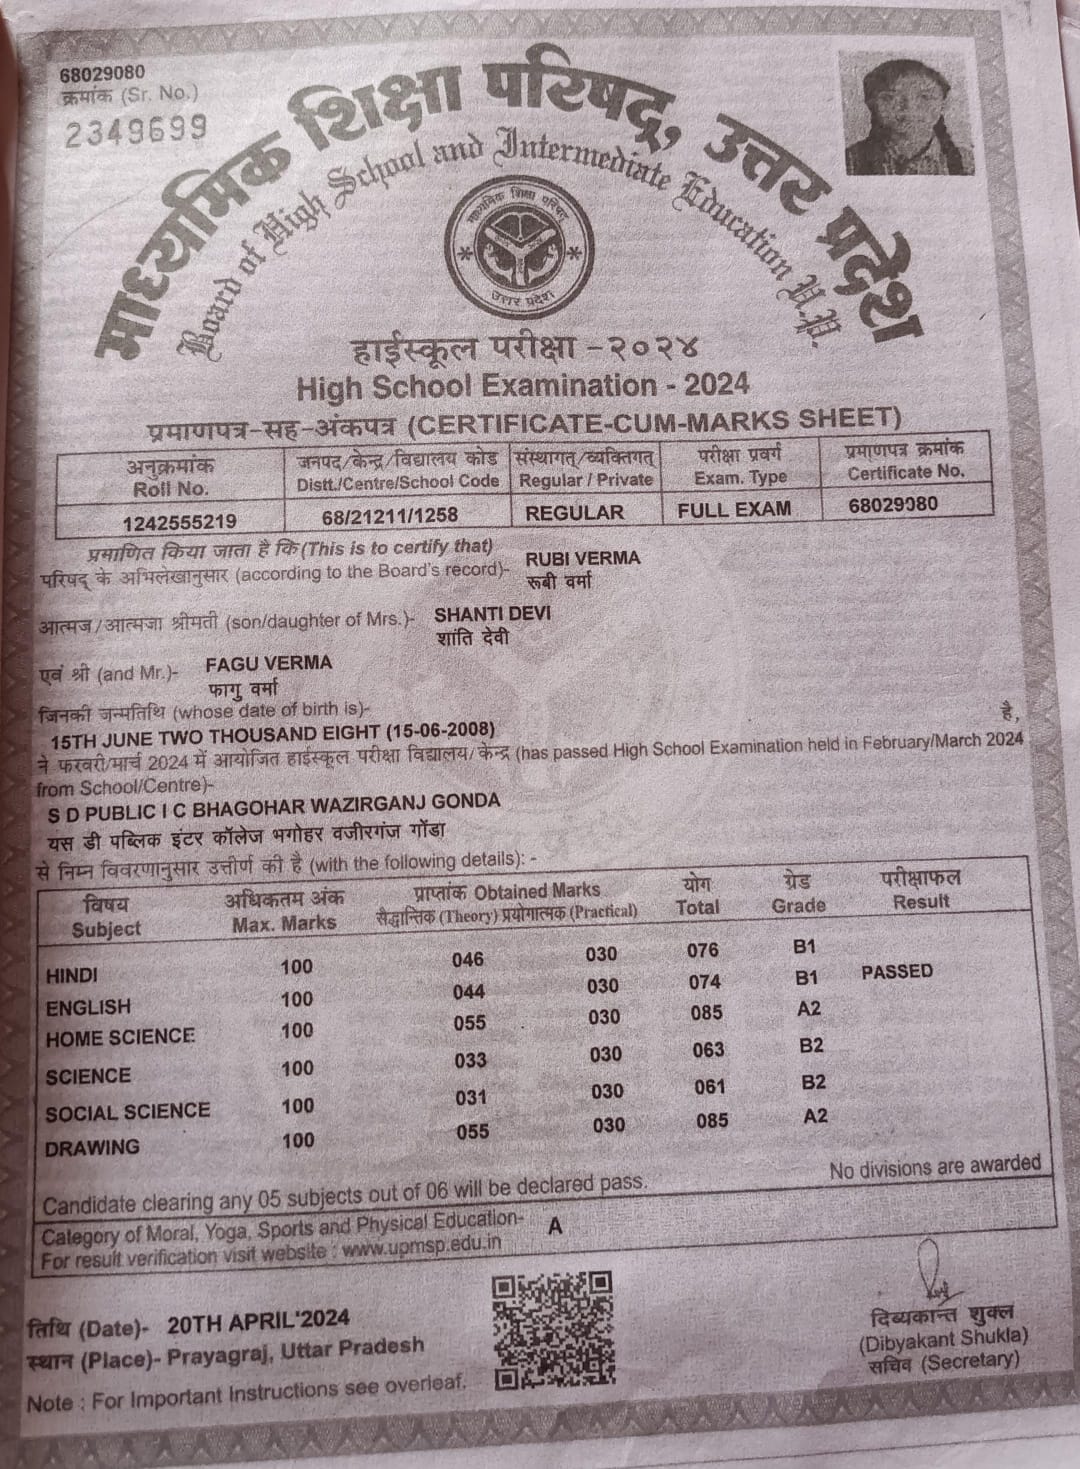 68029080
क्रमांक (Sr. No.)
2349699
माध्यमिक शिक्षा परिषद्, उत्तर प्रदेश
Board of High School and Intermediate Education U.P.
माध्यमिक शिक्षा परिषद्
उत्तर प्रदेश
हाईस्कूल परीक्षा -२०२४
High School Examination - 2024
प्रमाणपत्र-सह-अंकपत्र (CERTIFICATE-CUM-MARKS SHEET)
अनुक्रमांक जनपद/केन्द्र/विद्यालय कोड संस्थागत्/व्यक्तिगत् परीक्षा प्रवर्ग प्रमाणपत्र क्रमांक
Roll No. Distt./Centre/School Code Regular / Private Exam. Type Certificate No.
1242555219 68/21211/1258 REGULAR FULL EXAM 68029080
प्रमाणित किया जाता है कि (This is to certify that)
परिषद् के अभिलेखानुसार (according to the Board's record)- RUBI VERMA
रूबी वर्मा
आत्मज/आत्मजा श्रीमती (son/daughter of Mrs.)- SHANTI DEVI
शांति देवी
एवं श्री (and Mr.)- FAGU VERMA
फागु वर्मा
जिनकी जन्मतिथि (whose date of birth is)-
15TH JUNE TWO THOUSAND EIGHT (15-06-2008) है,
ने फरवरी/मार्च 2024 में आयोजित हाईस्कूल परीक्षा विद्यालय/केन्द्र (has passed High School Examination held in February/March 2024
from School/Centre)-
S D PUBLIC I C BHAGOHAR WAZIRGANJ GONDA
यस डी पब्लिक इंटर कॉलेज भगोहर वजीरगंज गोंडा
से निम्न विवरणानुसार उत्तीर्ण की है (with the following details): -
विषय अधिकतम अंक प्राप्तांक Obtained Marks योग ग्रेड परीक्षाफल
Subject Max. Marks सैद्धान्तिक (Theory) प्रयोगात्मक (Practical) Total Grade Result
HINDI 100 046 030 076 B1
ENGLISH 100 044 030 074 B1 PASSED
HOME SCIENCE 100 055 030 085 A2
SCIENCE 100 033 030 063 B2
SOCIAL SCIENCE 100 031 030 061 B2
DRAWING 100 055 030 085 A2
Candidate clearing any 05 subjects out of 06 will be declared pass. No divisions are awarded
Category of Moral, Yoga, Sports and Physical Education- A
For result verification visit website : www.upmsp.edu.in
तिथि (Date)- 20TH APRIL'2024
स्थान (Place)- Prayagraj, Uttar Pradesh
Note : For Important Instructions see overleaf.
दिब्यकान्त शुक्ल
(Dibyakant Shukla)
सचिव (Secretary)